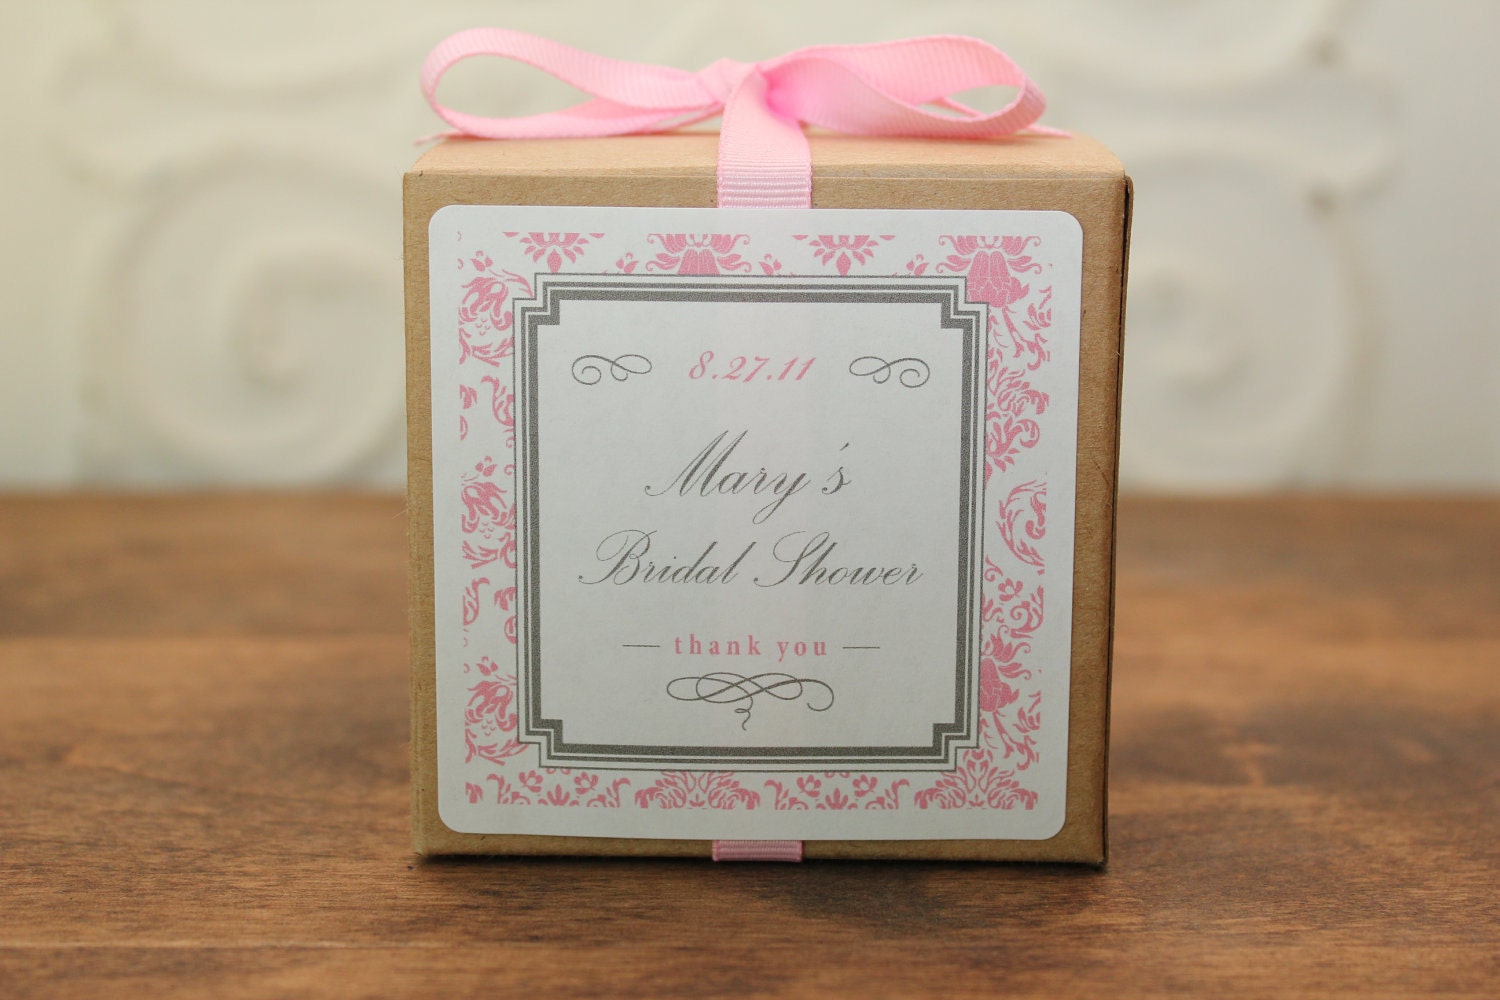 8.27.11
Mary's
Bridal Shower
thank you